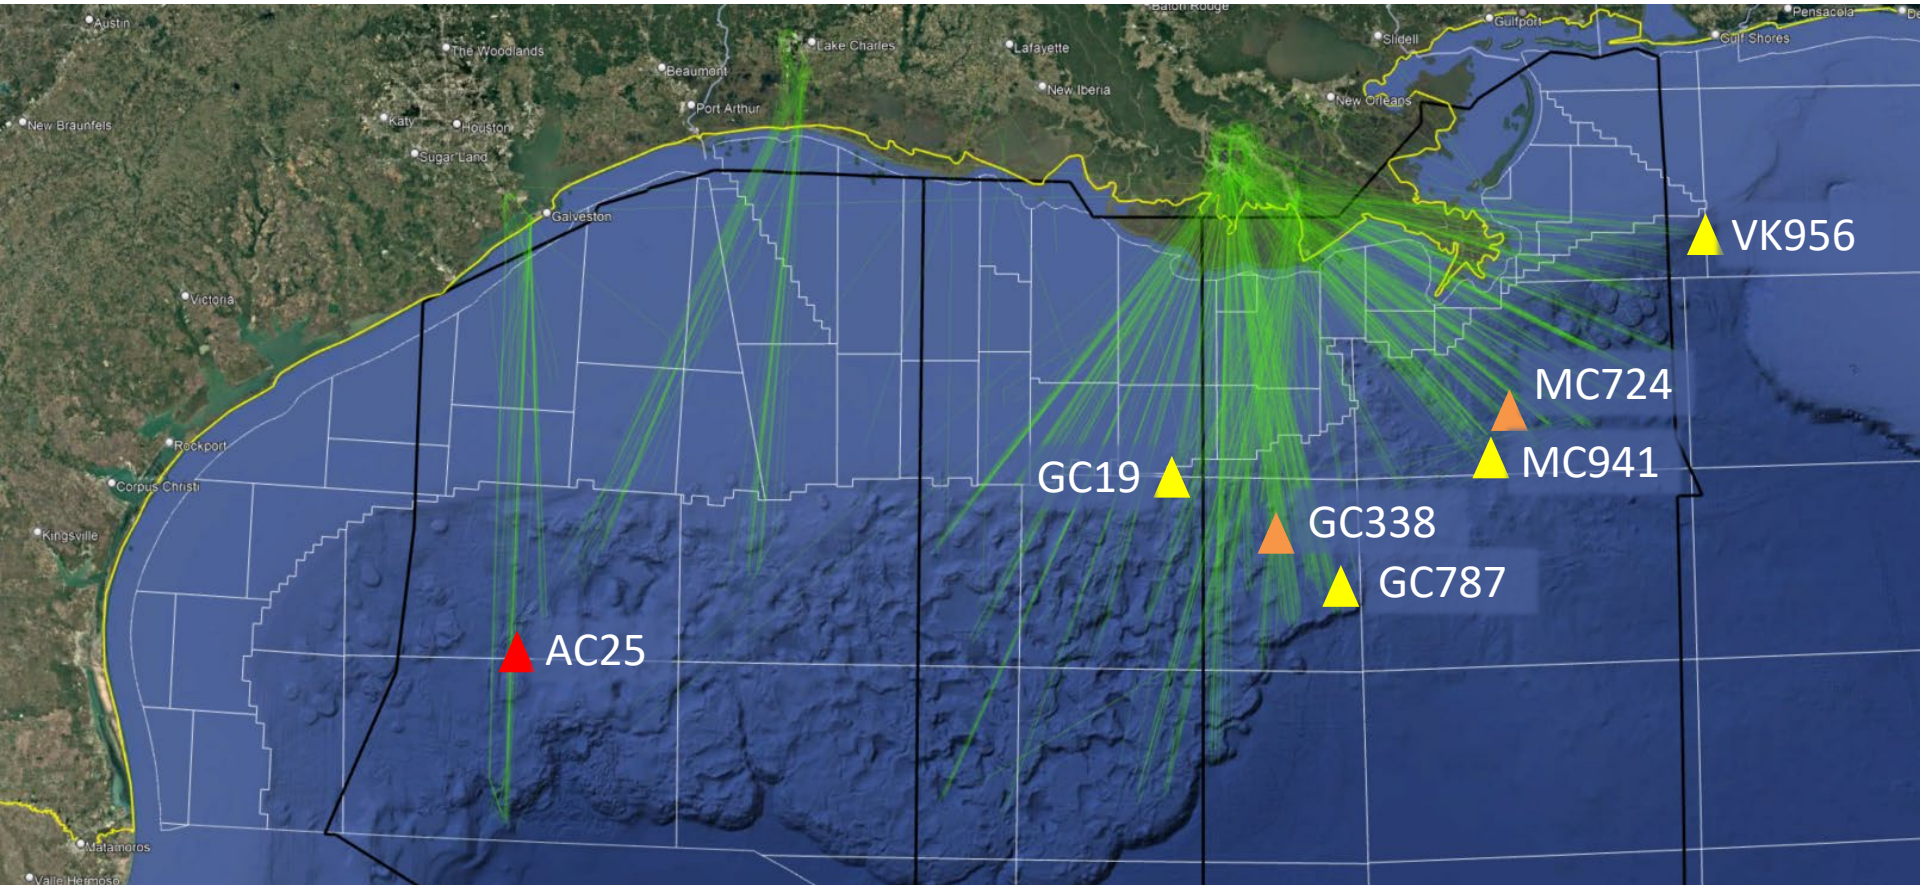 Baton Rouge
Pensacola
Austin
Gulfport
Slidell
Gulf Shores
The Woodlands
Lake Charles
Lafayette
Beaumont
New Iberia
New Orleans
Port Arthur
Katy
Houston
New Braunfels
Sugar Land
Galveston
VK956
Victoria
MC724
Rockport
MC941
GC19
Corpus Christi
GC338
Kingsville
GC787
AC25
Matamoros
Valle Hermoso